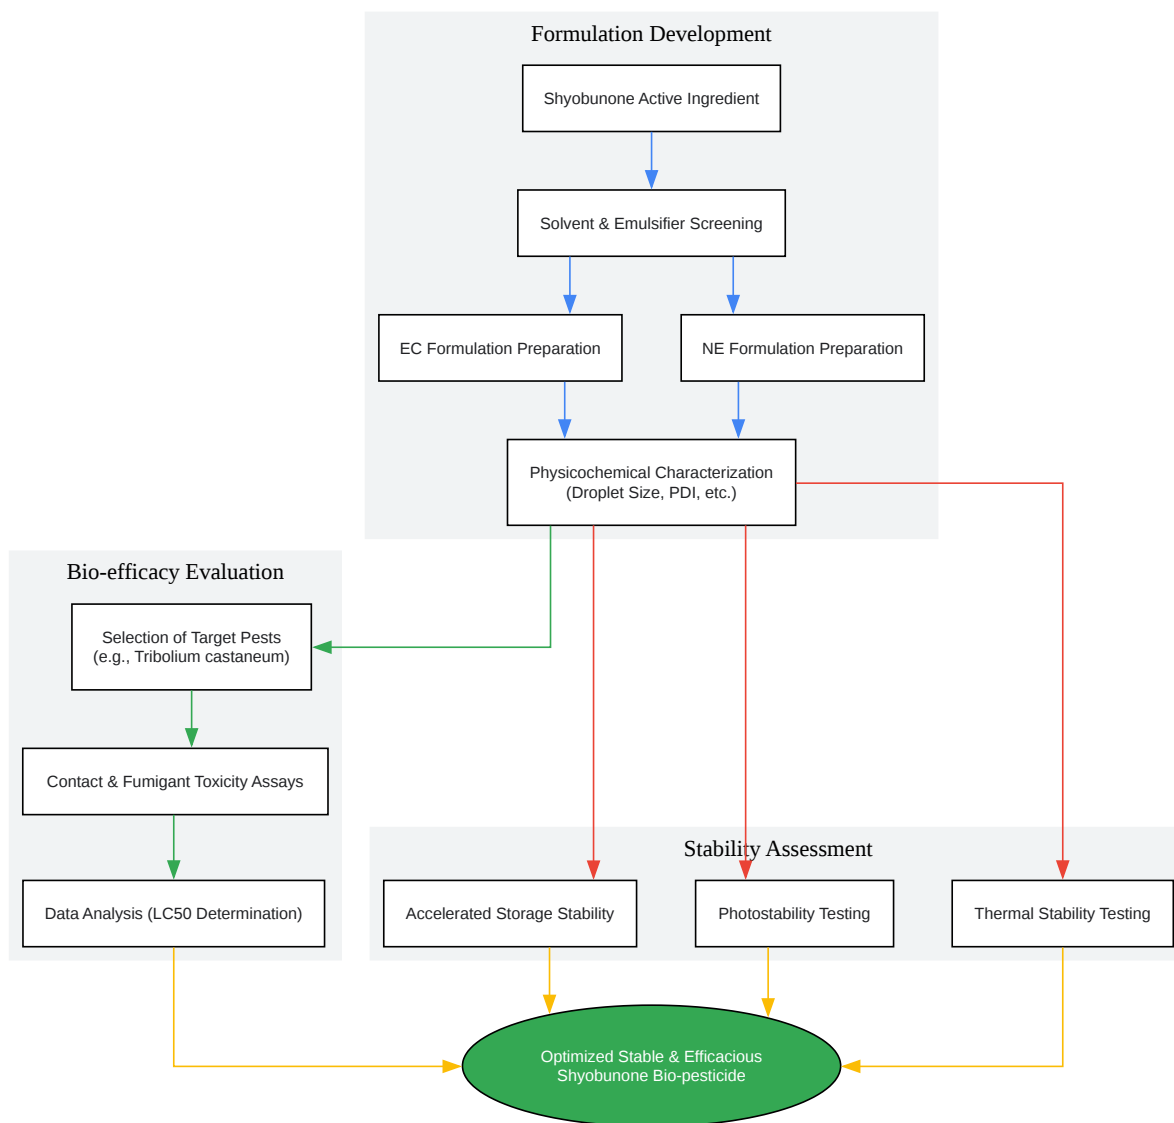 Formulation Development
Shyobunone Active Ingredient
Solvent & Emulsifier Screening
EC Formulation Preparation
NE Formulation Preparation
Physicochemical Characterization
(Droplet Size, PDI, etc.)
Bio-efficacy Evaluation
Selection of Target Pests
(e.g., Tribolium castaneum)
Contact & Fumigant Toxicity Assays
Data Analysis (LC50 Determination)
Stability Assessment
Accelerated Storage Stability
Photostability Testing
Thermal Stability Testing
Optimized Stable & Efficacious
Shyobunone Bio-pesticide